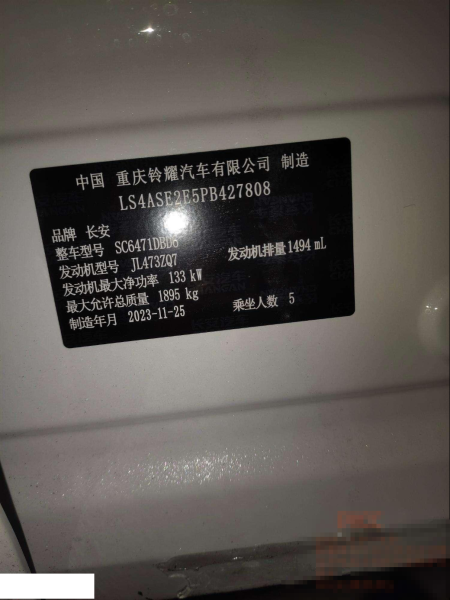 中国 重庆铃耀汽车有限公司 制造
LS4ASE2E5PB427808
品牌 长安
整车型号 SC6471DBD6
发动机型号 JL473ZQ7 发动机排量 1494 mL
发动机最大净功率 133 kW
最大允许总质量 1895 kg
制造年月 2023-11-25 乘坐人数 5